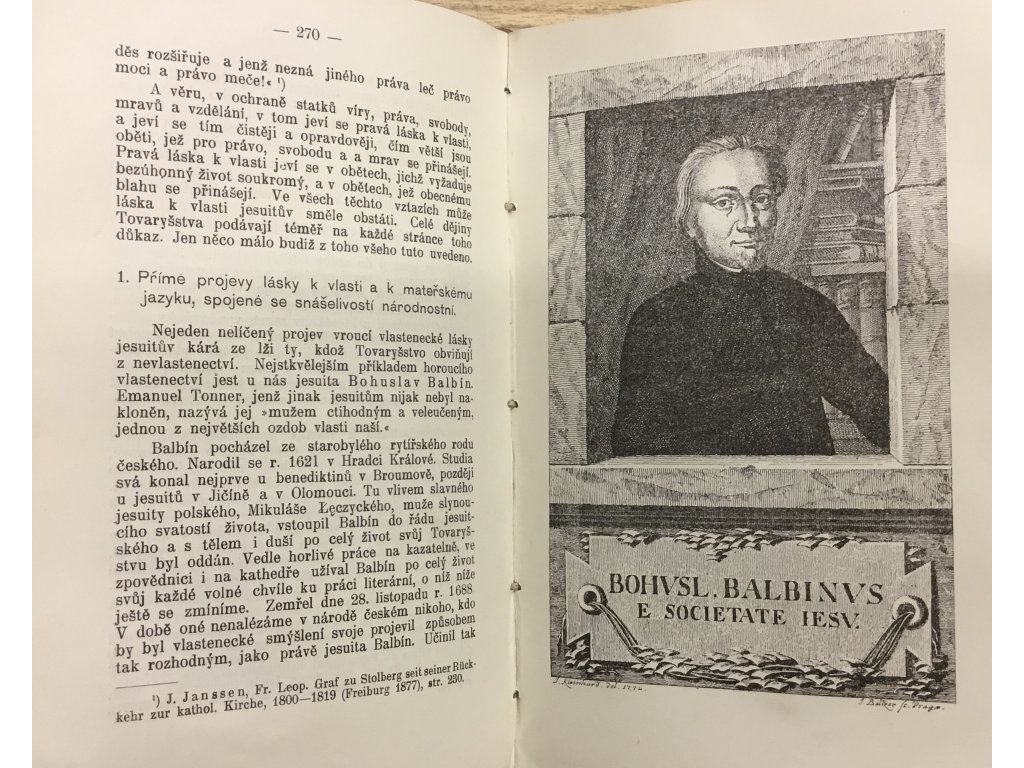 — 270 —
děs rozšiřuje a jenž nezná jiného práva leč právo
moci a právo meče!« ¹)
A věru, v ochraně statků víry, práva, svobody,
mravů a vzdělání, v tom jeví se pravá láska k vlasti,
a jeví se tím čistěji a opravdověji, čím větší jsou
oběti, jež pro právo, svobodu a a mrav se přinášejí.
Pravá láska k vlasti jeví se v obětech, jichž vyžaduje
bezúhonný život soukromý, a v obětech, jež obecnému
blahu se přinášejí. Ve všech těchto vztazích může
láska k vlasti jesuitův směle obstáti. Celé dějiny
Tovaryšstva podávají téměř na každé stránce toho
důkaz. Jen něco málo budiž z toho všeho tuto uvedeno.
1. Přímé projevy lásky k vlasti a k mateřskému
jazyku, spojené se snášelivostí národnostní.
Nejeden nelíčený projev vroucí vlastenecké lásky
jesuitův kárá ze lži ty, kdož Tovaryšstvo obviňují
z nevlastenectví. Nejstkvělejším příkladem horoucího
vlastenectví jest u nás jesuita Bohuslav Balbín.
Emanuel Tonner, jenž jinak jesuitům nijak nebyl na-
kloněn, nazývá jej »mužem ctihodným a veleučeným,
jednou z největších ozdob vlasti naší.«
Balbín pocházel ze starobylého rytířského rodu
českého. Narodil se r. 1621 v Hradci Králové. Studia
svá konal nejprve u benediktinů v Broumově, později
u jesuitů v Jičíně a v Olomouci. Tu vlivem slavného
jesuity polského, Mikuláše Łęczyckého, muže slynou-
cího svatostí života, vstoupil Balbín do řádu jesuit-
ského a s tělem i duší po celý život svůj Tovaryš-
stvu byl oddán. Vedle horlivé práce na kazatelně, ve
zpovědnici i na kathedře užíval Balbín po celý život
svůj každé volné chvíle ku práci literární, o níž níže
ještě se zmíníme. Zemřel dne 28. listopadu r. 1688
V době oné nenalézáme v národě českém nikoho, kdo
by byl vlastenecké smýšlení svoje projevil způsobem
tak rozhodným, jako právě jesuita Balbín. Učinil tak
¹) J. Janssen, Fr. Leop. Graf zu Stolberg seit seiner Rück-
kehr zur kathol. Kirche, 1800—1819 (Freiburg 1877), str. 230.
BOHVSL. BALBINVS
E SOCIETATE IESV.
J. Kleinhard, del. 1772.
J. Balzer sc. Pragæ.